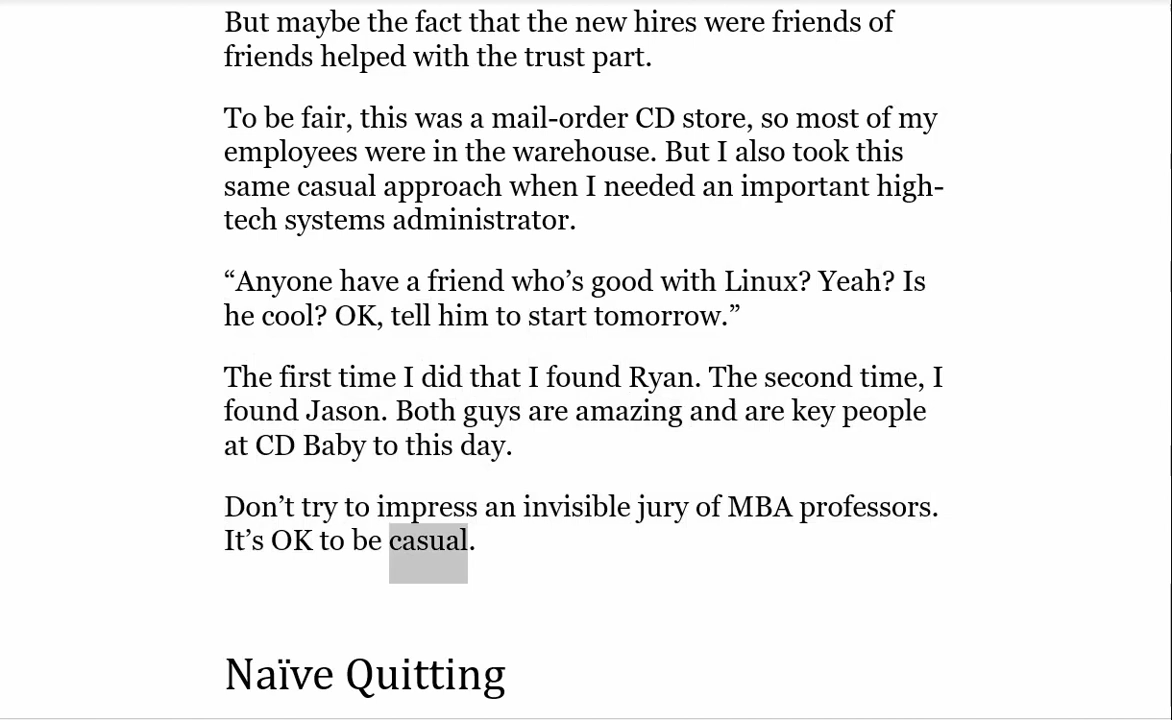 But maybe the fact that the new hires were friends of
friends helped with the trust part.
To be fair, this was a mail-order CD store, so most of my
employees were in the warehouse. But I also took this
same casual approach when I needed an important high-
tech systems administrator.
“Anyone have a friend who’s good with Linux? Yeah? Is
he cool? OK, tell him to start tomorrow.”
The first time I did that I found Ryan. The second time, I
found Jason. Both guys are amazing and are key people
at CD Baby to this day.
Don’t try to impress an invisible jury of MBA professors.
It’s OK to be casual.
Naïve Quitting